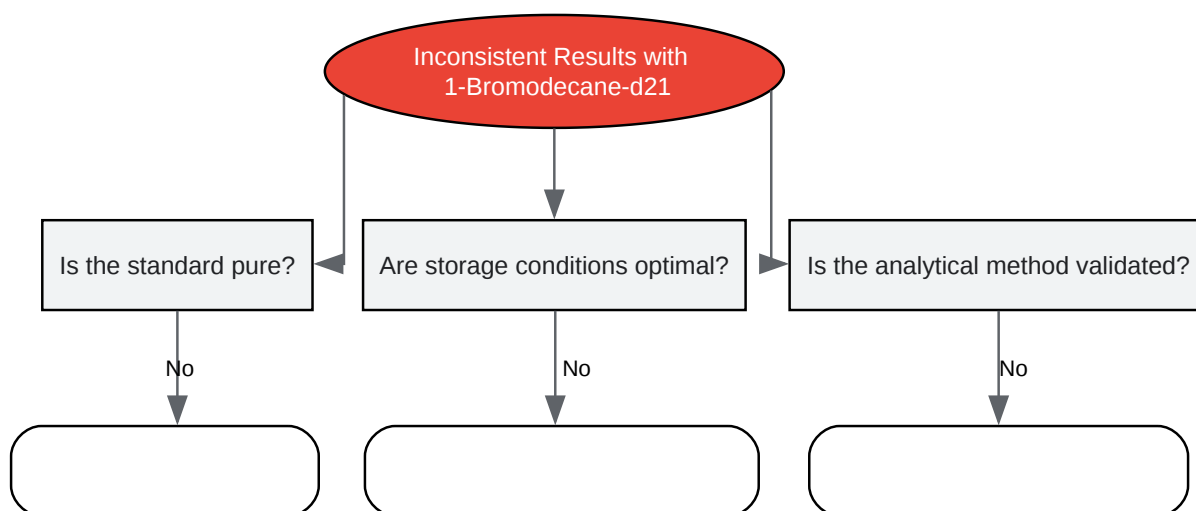 Inconsistent Results with
1-Bromodecane-d21
Is the standard pure?
Are storage conditions optimal?
Is the analytical method validated?
No
No
No